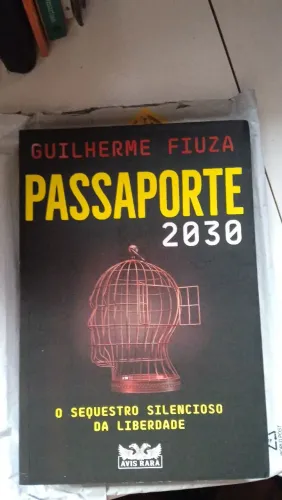 GUILHERME FIUZA
PASSAPORTE
2030
O SEQUESTRO SILENCIOSO
DA LIBERDADE
AVIS RARA